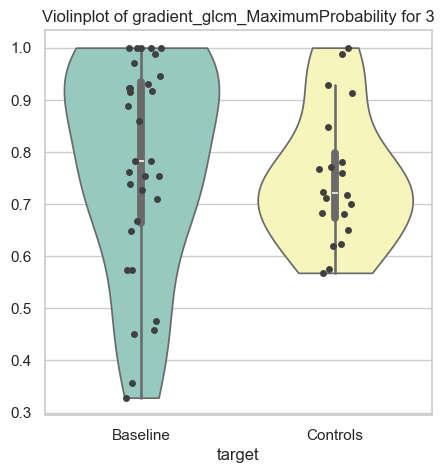 Violinplot of gradient_glcm_MaximumProbability for 3
1.0
0.9
0.8
0.7
0.6
0.5
0.4
0.3
Baseline
Controls
target